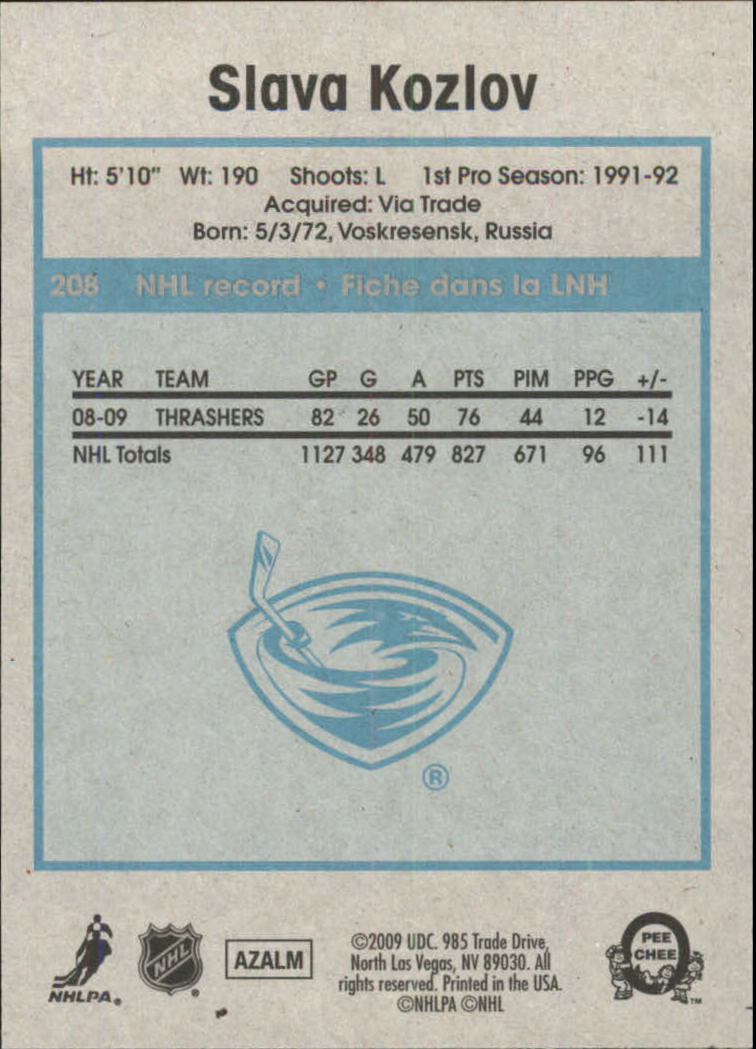 Slava Kozlov
Ht: 5'10" Wt: 190 Shoots: L 1st Pro Season: 1991-92
Acquired: Via Trade
Born: 5/3/72, Voskresensk, Russia
208 NHL record • Fiche dans la LNH
YEAR TEAM GP G A PTS PIM PPG +/-
08-09 THRASHERS 82 26 50 76 44 12 -14
NHL Totals 1127 348 479 827 671 96 111
®
NHLPA®
NHL ®
AZALM
©2009 UDC. 985 Trade Drive,
North Las Vegas, NV 89030. All
rights reserved. Printed in the USA.
©NHLPA ©NHL
O
PEE
CHEE
™